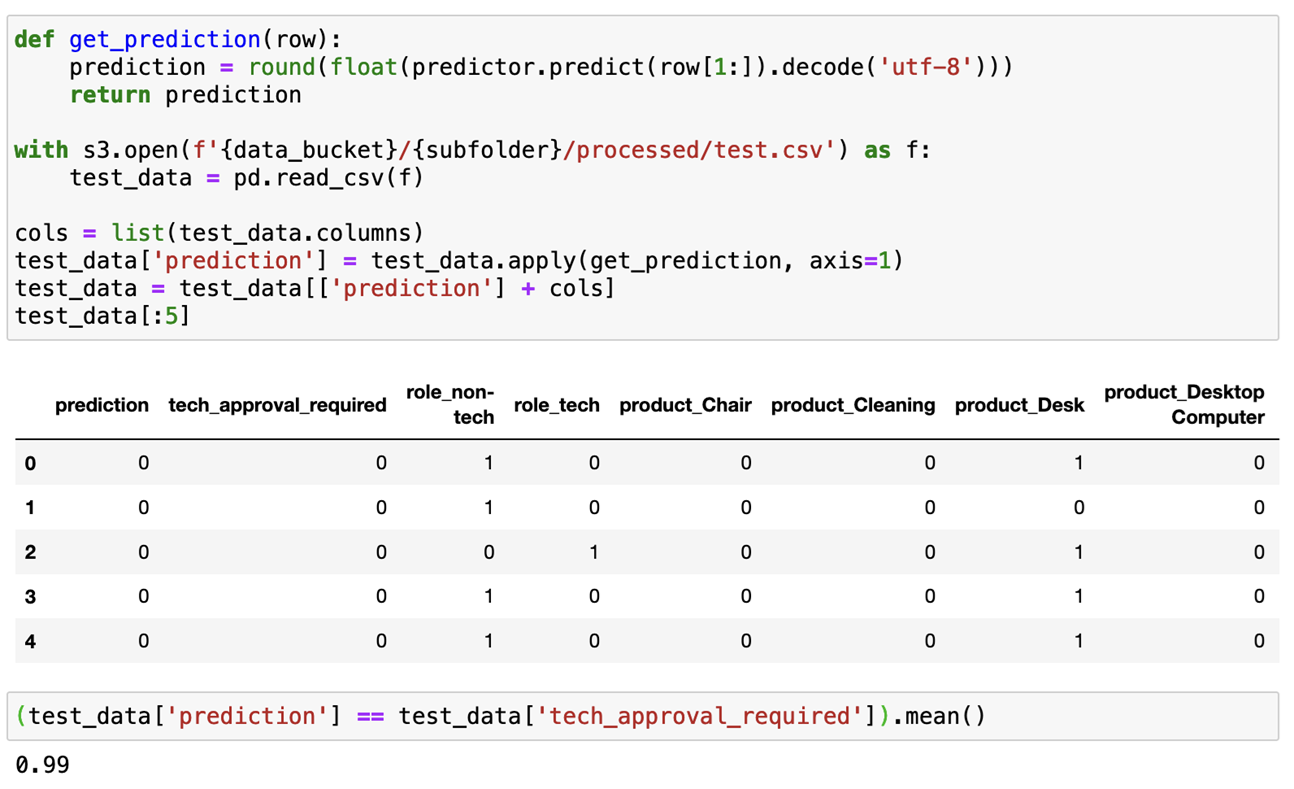 def get_prediction(row):
    prediction = round(float(predictor.predict(row[1:]).decode('utf-8')))
    return prediction

with s3.open(f'{data_bucket}/{subfolder}/processed/test.csv') as f:
    test_data = pd.read_csv(f)

cols = list(test_data.columns)
test_data['prediction'] = test_data.apply(get_prediction, axis=1)
test_data = test_data[['prediction'] + cols]
test_data[:5]

prediction tech_approval_required role_non-tech role_tech product_Chair product_Cleaning product_Desk product_Desktop Computer
0 0 0 1 0 0 0 1 0
1 0 0 1 0 0 0 0 0
2 0 0 0 1 0 0 1 0
3 0 0 1 0 0 0 1 0
4 0 0 1 0 0 0 1 0

(test_data['prediction'] == test_data['tech_approval_required']).mean()
0.99